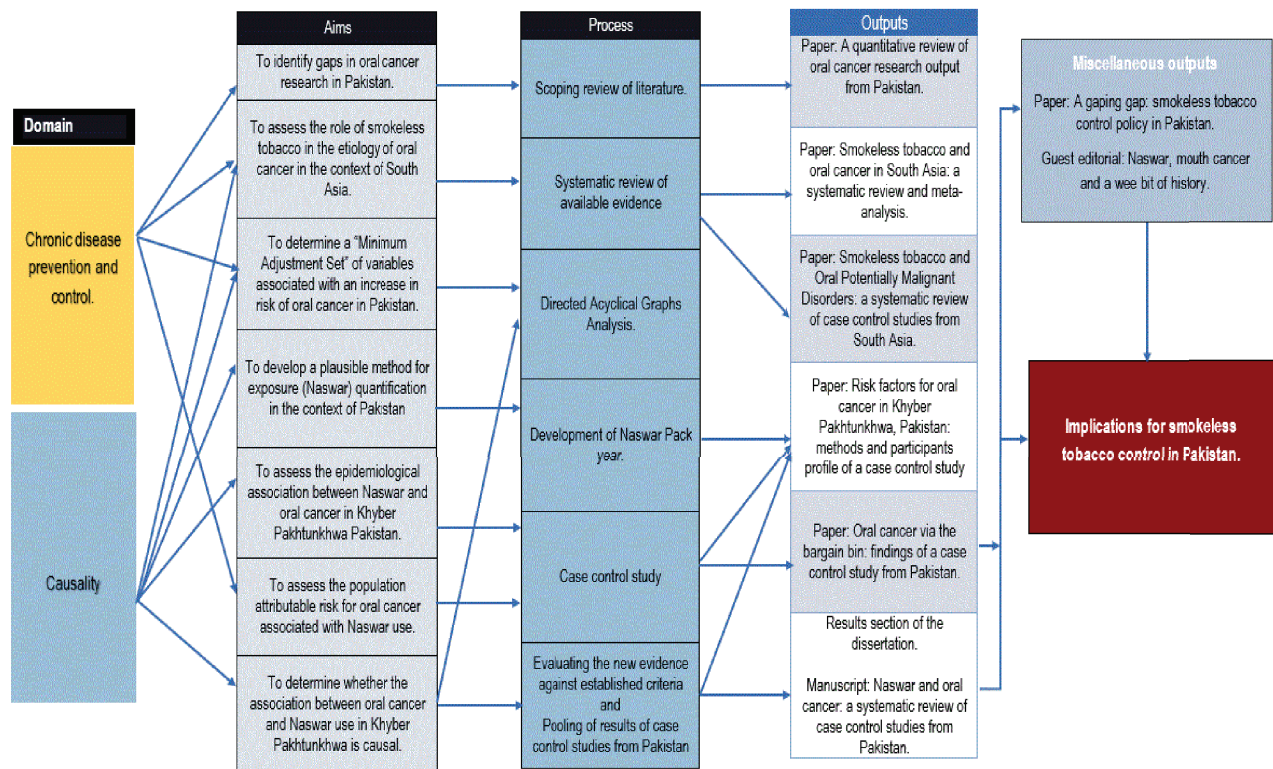 Domain
Chronic disease
prevention and
control.
Causality
Aims
To identify gaps in oral cancer
research in Pakistan.
To assess the role of smokeless
tobacco in the etiology of oral
cancer in the context of South
Asia.
To determine a “Minimum
Adjustment Set” of variables
associated with an increase in
risk of oral cancer in Pakistan.
To develop a plausible method for
exposure (Naswar) quantification
in the context of Pakistan
To assess the epidemiological
association between Naswar and
oral cancer in Khyber
Pakhtunkhwa Pakistan.
To assess the population
attributable risk for oral cancer
associated with Naswar use.
To determine whether the
association between oral cancer
and Naswar use in Khyber
Pakhtunkhwa is causal.
Process
Scoping review of literature.
Systematic review of
available evidence
Directed Acyclical Graphs
Analysis.
Development of Naswar Pack
year.
Case control study
Evaluating the new evidence
against established criteria
and
Pooling of results of case
control studies from Pakistan
Outputs
Paper: A quantitative review of
oral cancer research output
from Pakistan.
Paper: Smokeless tobacco and
oral cancer in South Asia: a
systematic review and meta-
analysis.
Paper: Smokeless tobacco and
Oral Potentially Malignant
Disorders: a systematic review
of case control studies from
South Asia.
Paper: Risk factors for oral
cancer in Khyber
Pakhtunkhwa, Pakistan:
methods and participants
profile of a case control study
Paper: Oral cancer via the
bargain bin: findings of a case
control study from Pakistan.
Results section of the
dissertation.
Manuscript: Naswar and oral
cancer: a systematic review of
case control studies from
Pakistan.
Miscellaneous outputs
Paper: A gaping gap: smokeless
tobacco control policy in Pakistan.
Guest editorial: Naswar, mouth cancer
and a wee bit of history.
Implications for smokeless
tobacco control in Pakistan.